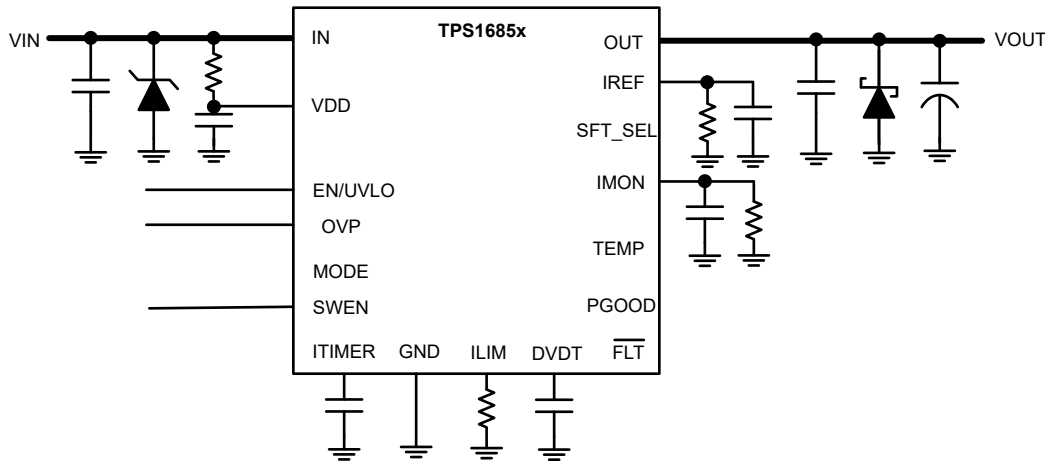 TPS1685x
VIN
IN
OUT
VOUT
IREF
VDD
SFT_SEL
EN/UVLO
IMON
OVP
TEMP
MODE
SWEN
PGOOD
ITIMER GND ILIM DVDT FLT